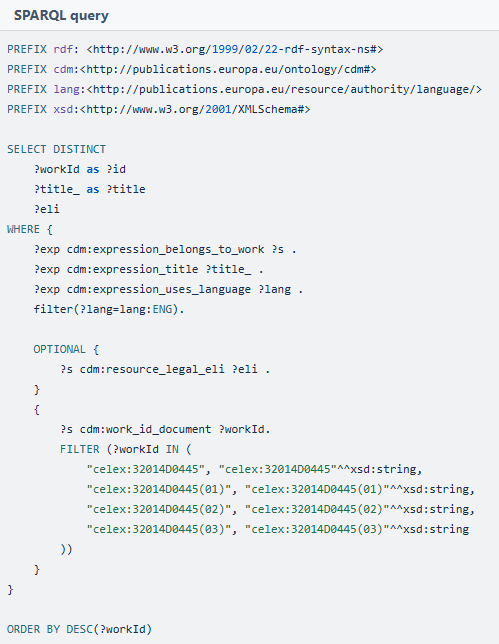 SPARQL query
PREFIX rdf: <http://www.w3.org/1999/02/22-rdf-syntax-ns#>
PREFIX cdm:<http://publications.europa.eu/ontology/cdm#>
PREFIX lang:<http://publications.europa.eu/resource/authority/language/>
PREFIX xsd:<http://www.w3.org/2001/XMLSchema#>
SELECT DISTINCT
?workId as ?id
?title_ as ?title
?eli
WHERE {
?exp cdm:expression_belongs_to_work ?s .
?exp cdm:expression_title ?title_ .
?exp cdm:expression_uses_language ?lang .
filter(?lang=lang:ENG).
OPTIONAL {
?s cdm:resource_legal_eli ?eli .
}
{
?s cdm:work_id_document ?workId.
FILTER (?workId IN (
"celex:32014D0445", "celex:32014D0445"^^xsd:string,
"celex:32014D0445(01)", "celex:32014D0445(01)"^^xsd:string,
"celex:32014D0445(02)", "celex:32014D0445(02)"^^xsd:string,
"celex:32014D0445(03)", "celex:32014D0445(03)"^^xsd:string
))
}
}
ORDER BY DESC(?workId)